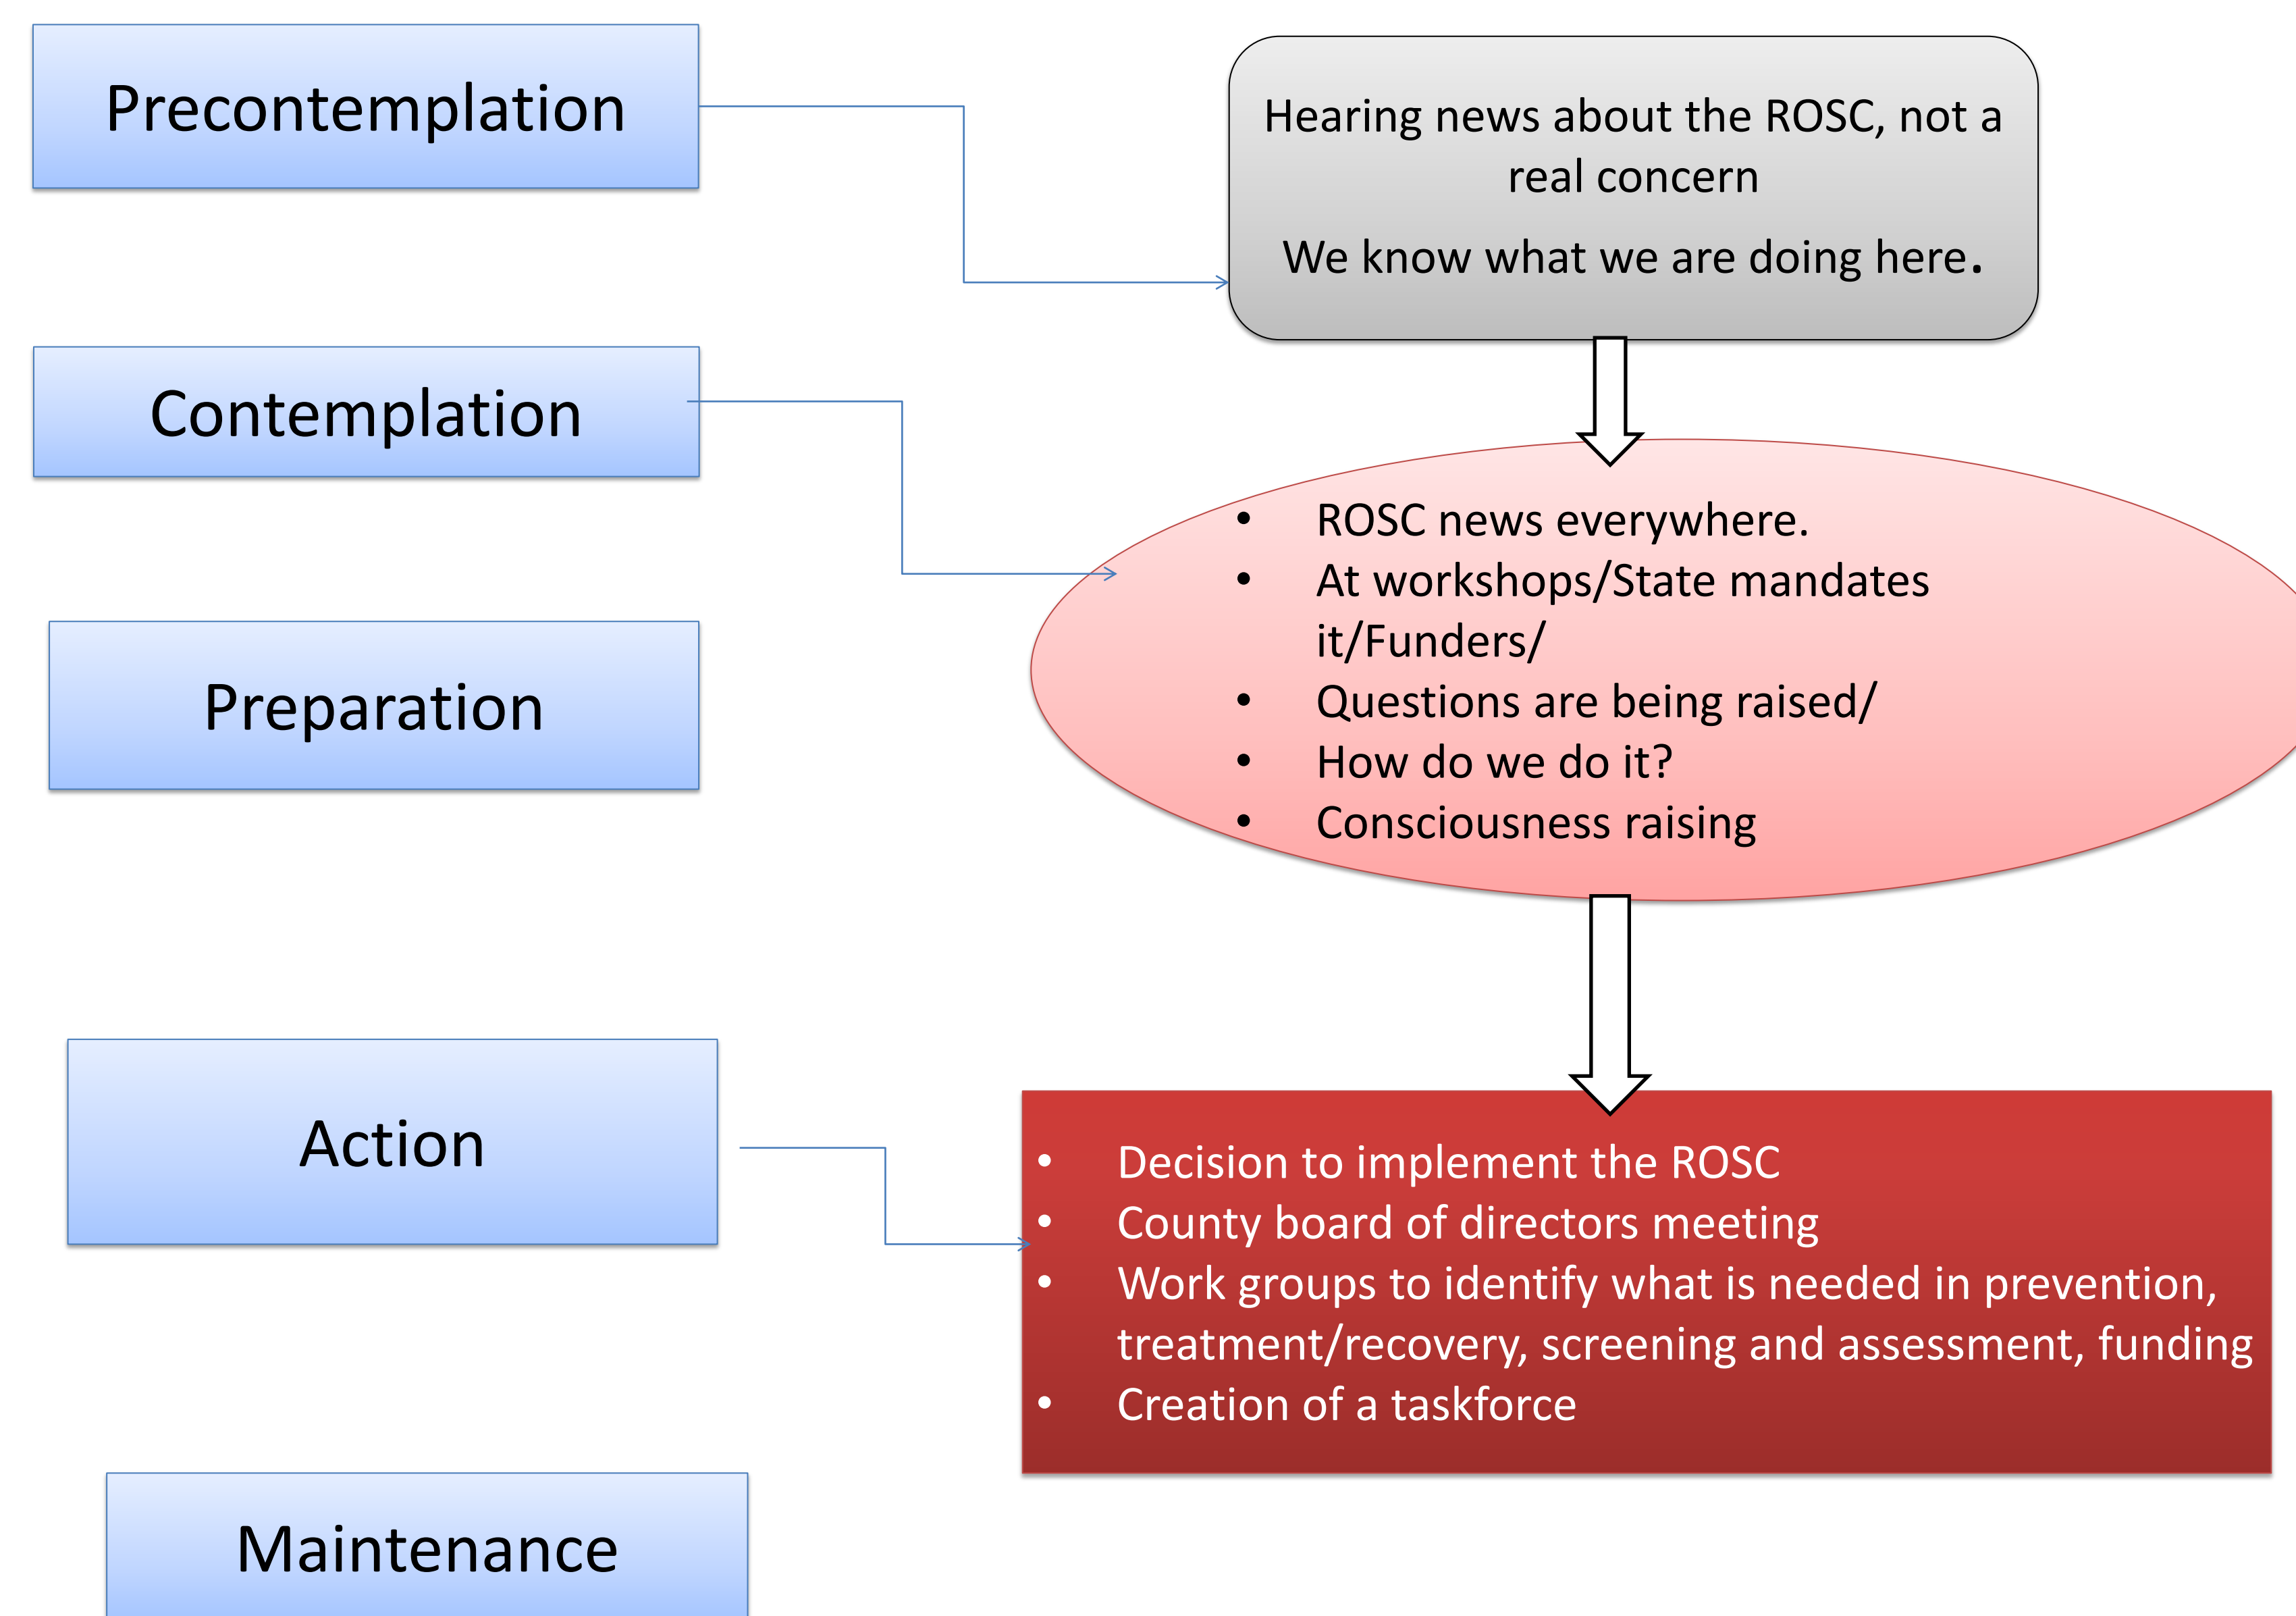 Precontemplation
Hearing news about the ROSC, not a
real concern
We know what we are doing here.
Contemplation
• ROSC news everywhere.
• At workshops/State mandates
it/Funders/
• Questions are being raised/
• How do we do it?
• Consciousness raising
Preparation
Action
• Decision to implement the ROSC
• County board of directors meeting
• Work groups to identify what is needed in prevention,
treatment/recovery, screening and assessment, funding
• Creation of a taskforce
Maintenance